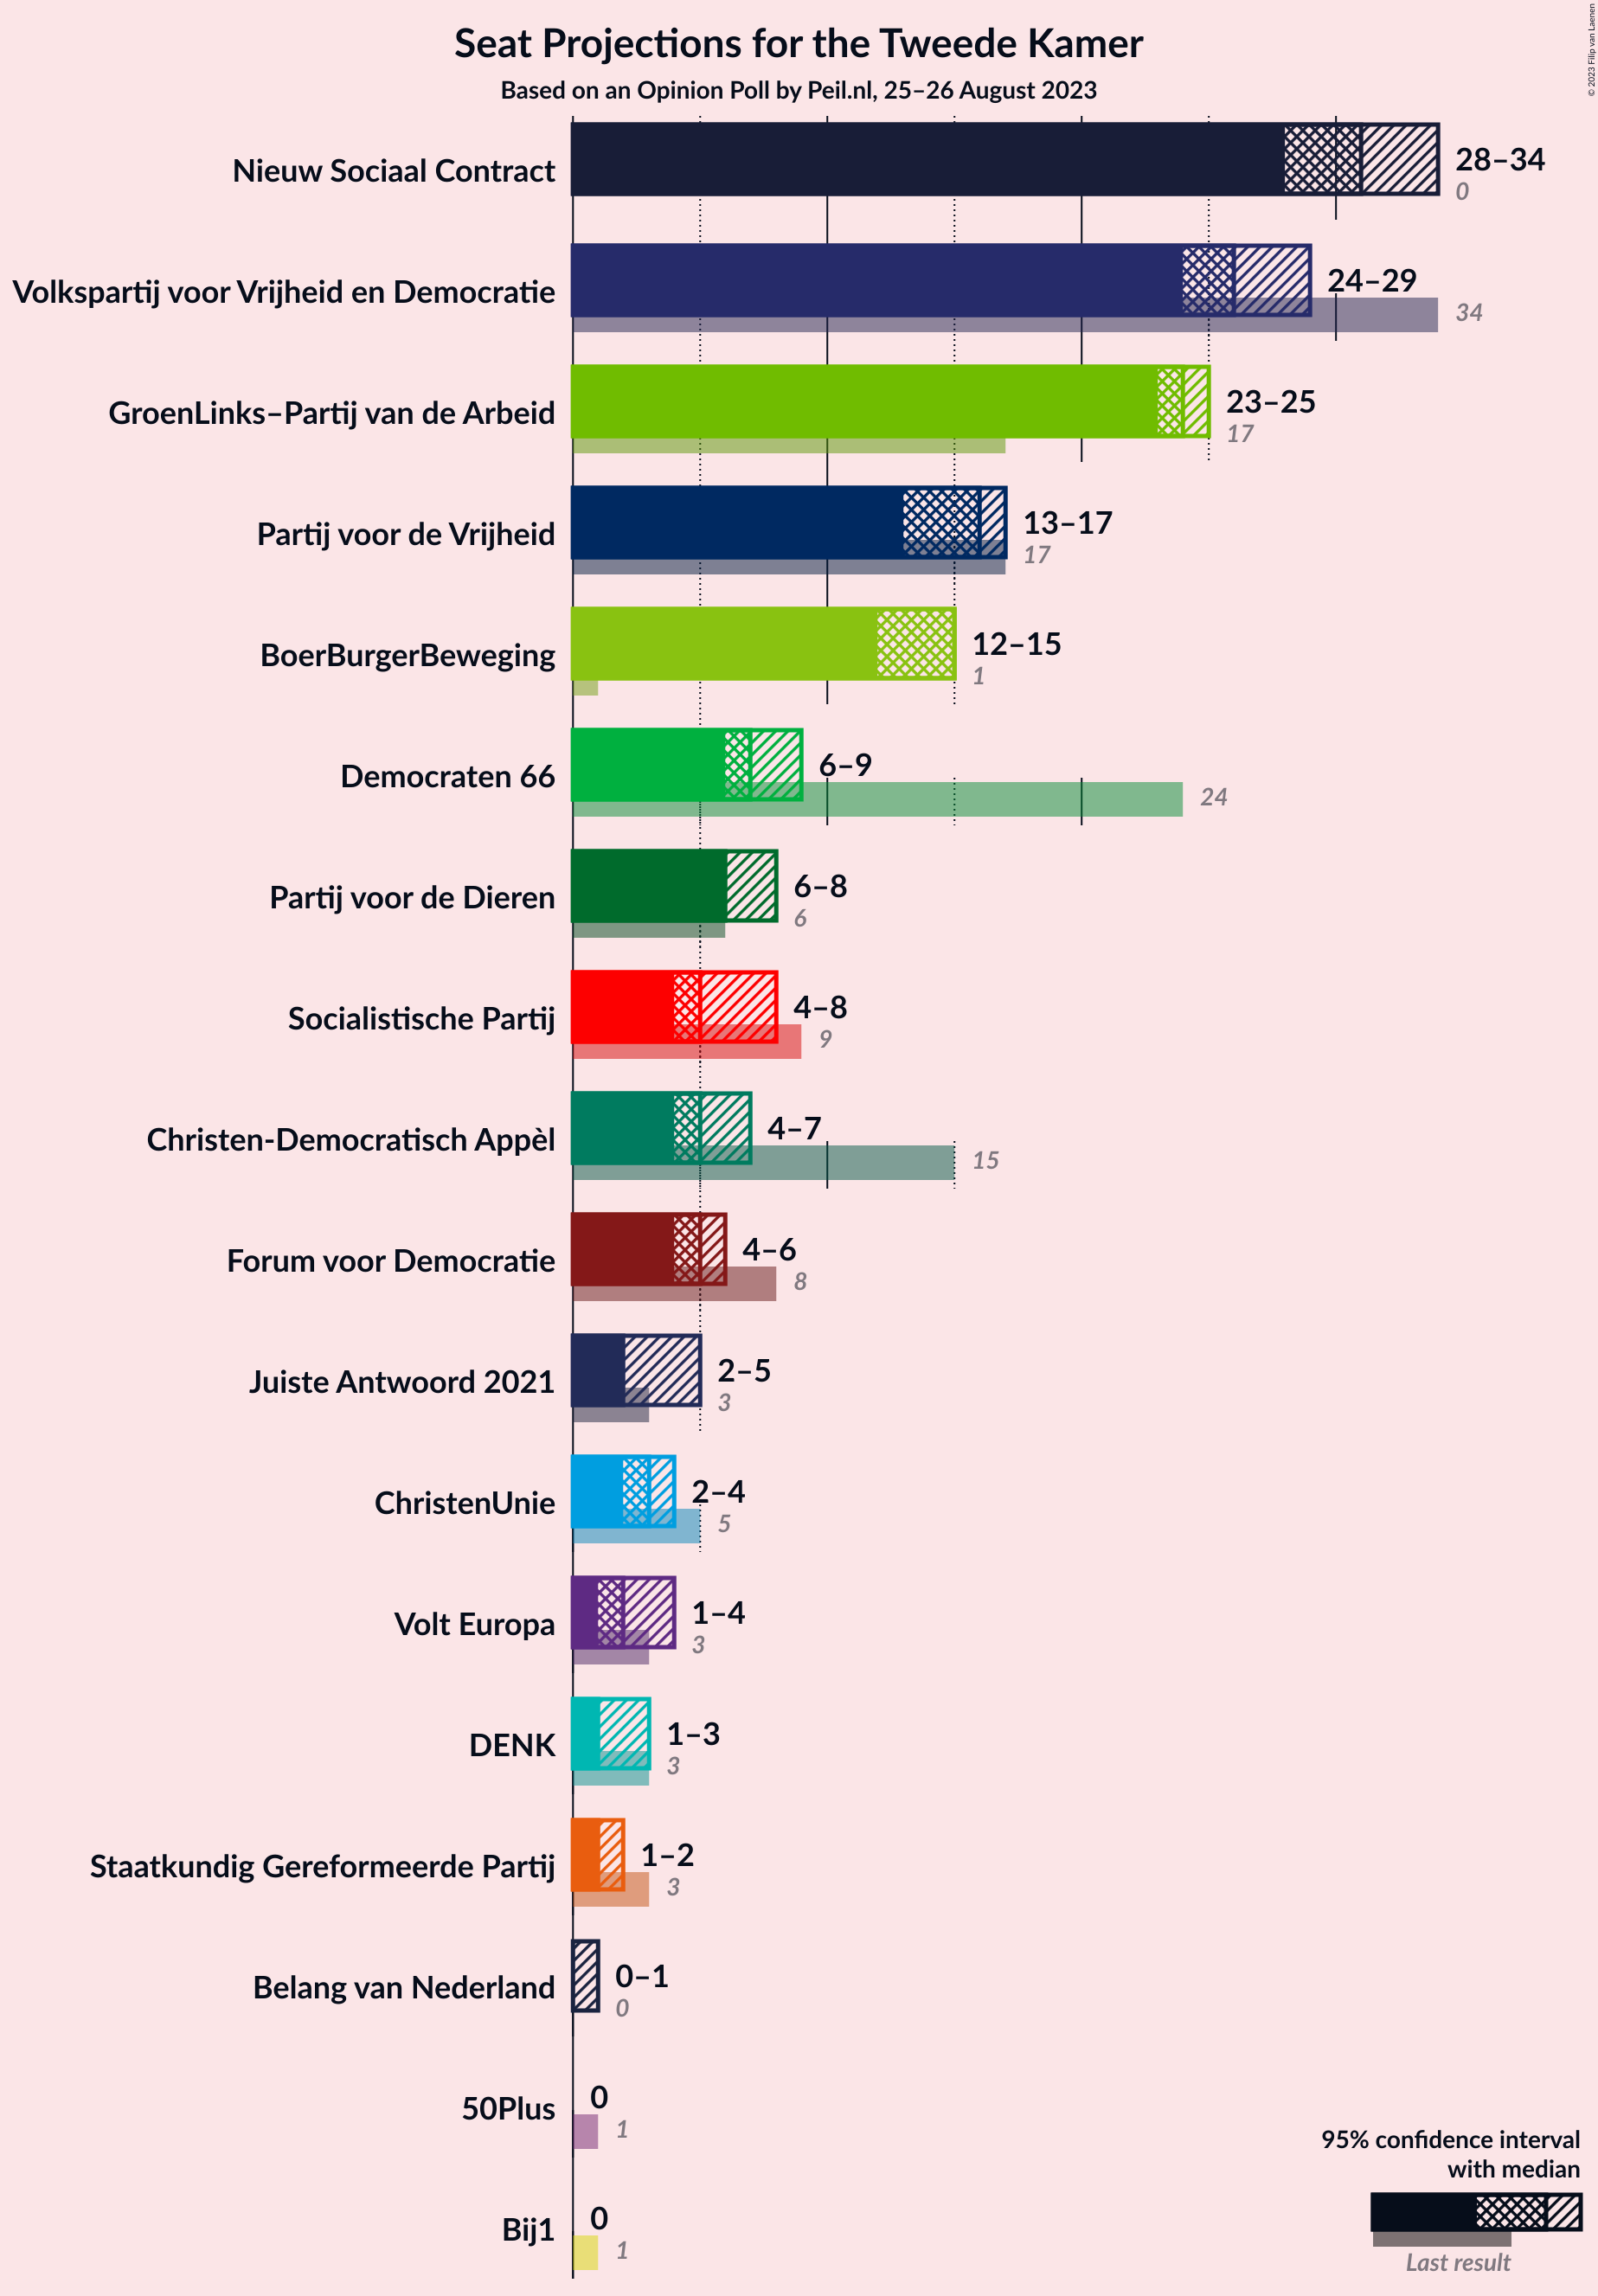 Seat Projections for the Tweede Kamer
Based on an Opinion Poll by Peil.nl, 25–26 August 2023
© 2023 Filip van Laenen
Nieuw Sociaal Contract
28–34
0
Volkspartij voor Vrijheid en Democratie
24–29
34
GroenLinks–Partij van de Arbeid
23–25
17
Partij voor de Vrijheid
13–17
17
BoerBurgerBeweging
12–15
1
Democraten 66
6–9
24
Partij voor de Dieren
6–8
6
Socialistische Partij
4–8
9
Christen-Democratisch Appèl
4–7
15
Forum voor Democratie
4–6
8
Juiste Antwoord 2021
2–5
3
ChristenUnie
2–4
5
Volt Europa
1–4
3
DENK
1–3
3
Staatkundig Gereformeerde Partij
1–2
3
Belang van Nederland
0–1
0
50Plus
0
1
Bij1
0
1
95% confidence interval
with median
Last result